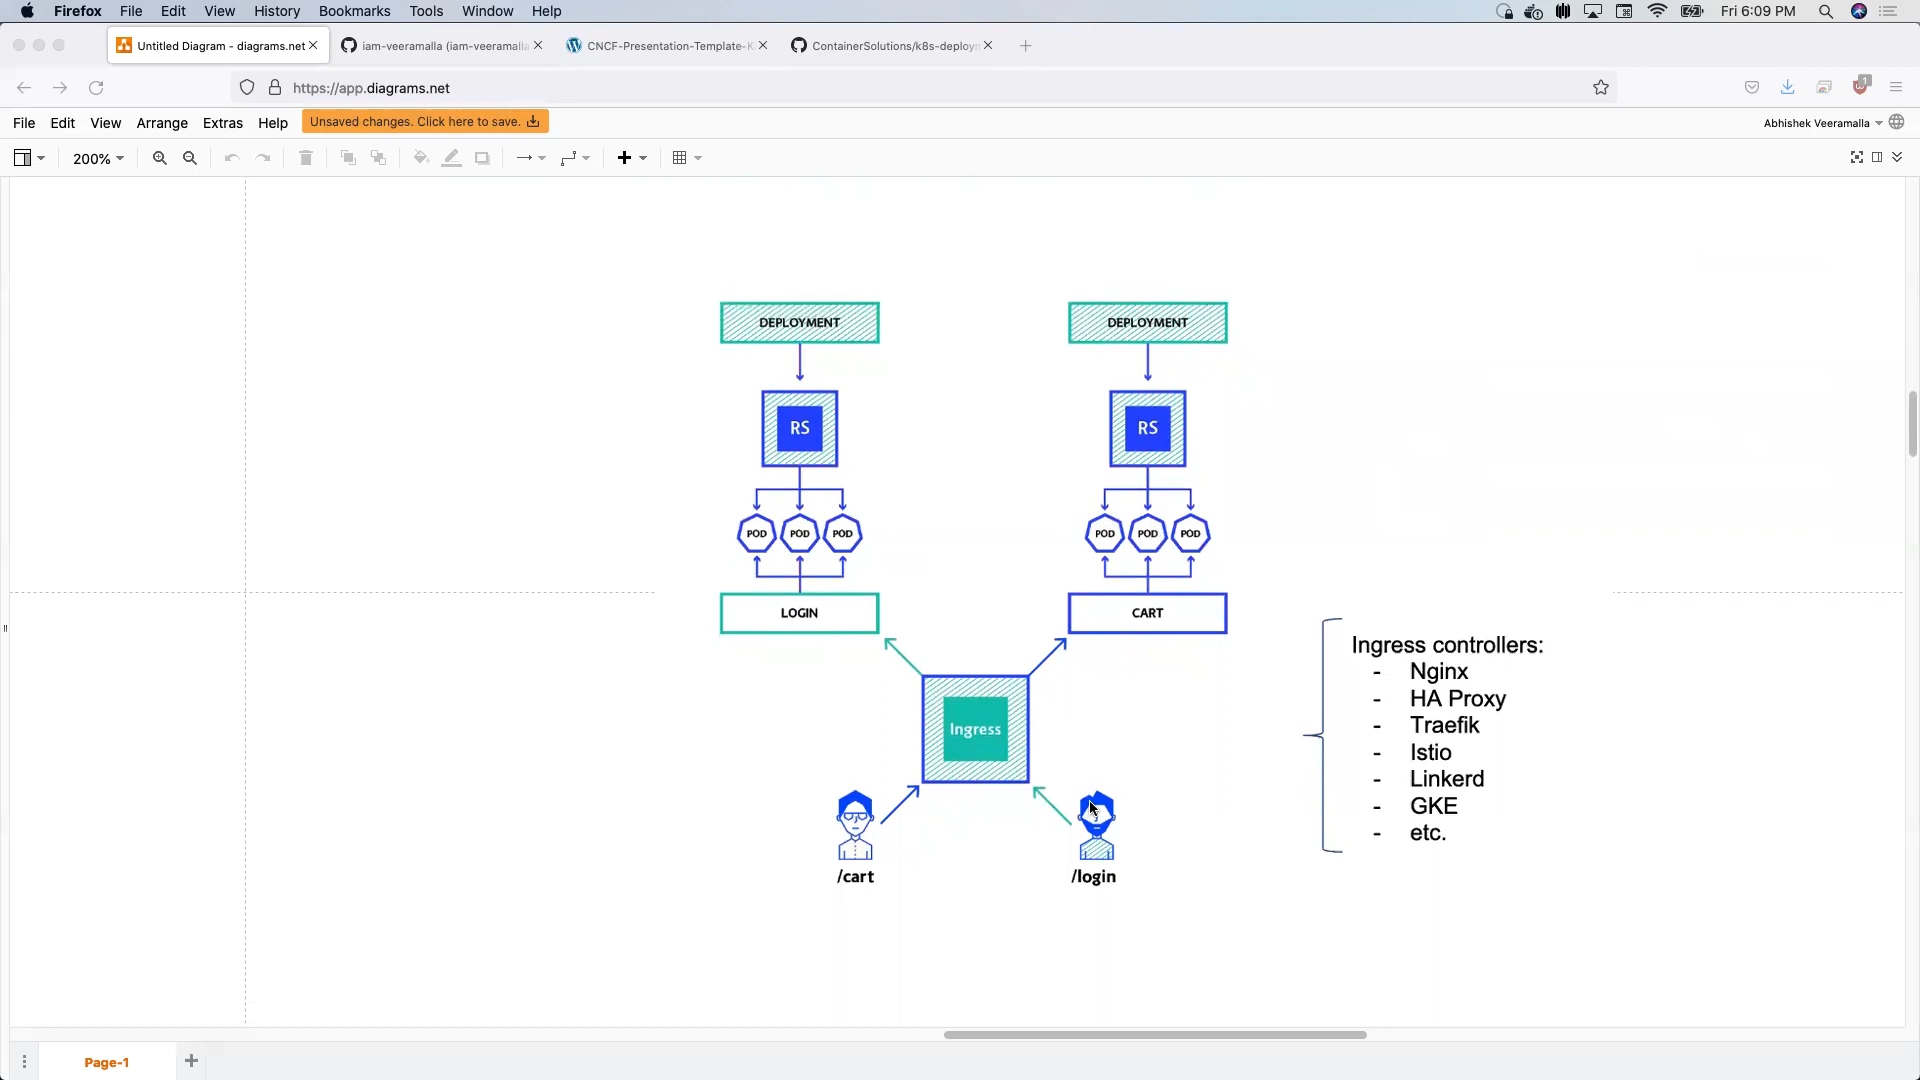 Firefox File Edit View History Bookmarks Tools Window Help Fri 6:09 PM
Untitled Diagram - diagrams.net iam-veeramalla (iam-veeramalla CNCF-Presentation-Template-K ContainerSolutions/k8s-deploym
https://app.diagrams.net 1
File Edit View Arrange Extras Help Unsaved changes. Click here to save. Abhishek Veeramalla
200%
DEPLOYMENT DEPLOYMENT
RS RS
POD POD POD POD POD POD
LOGIN CART
Ingress controllers:
- Nginx
- HA Proxy
- Traefik
- Istio
- Linkerd
- GKE
- etc.
Ingress
/cart /login
Page-1